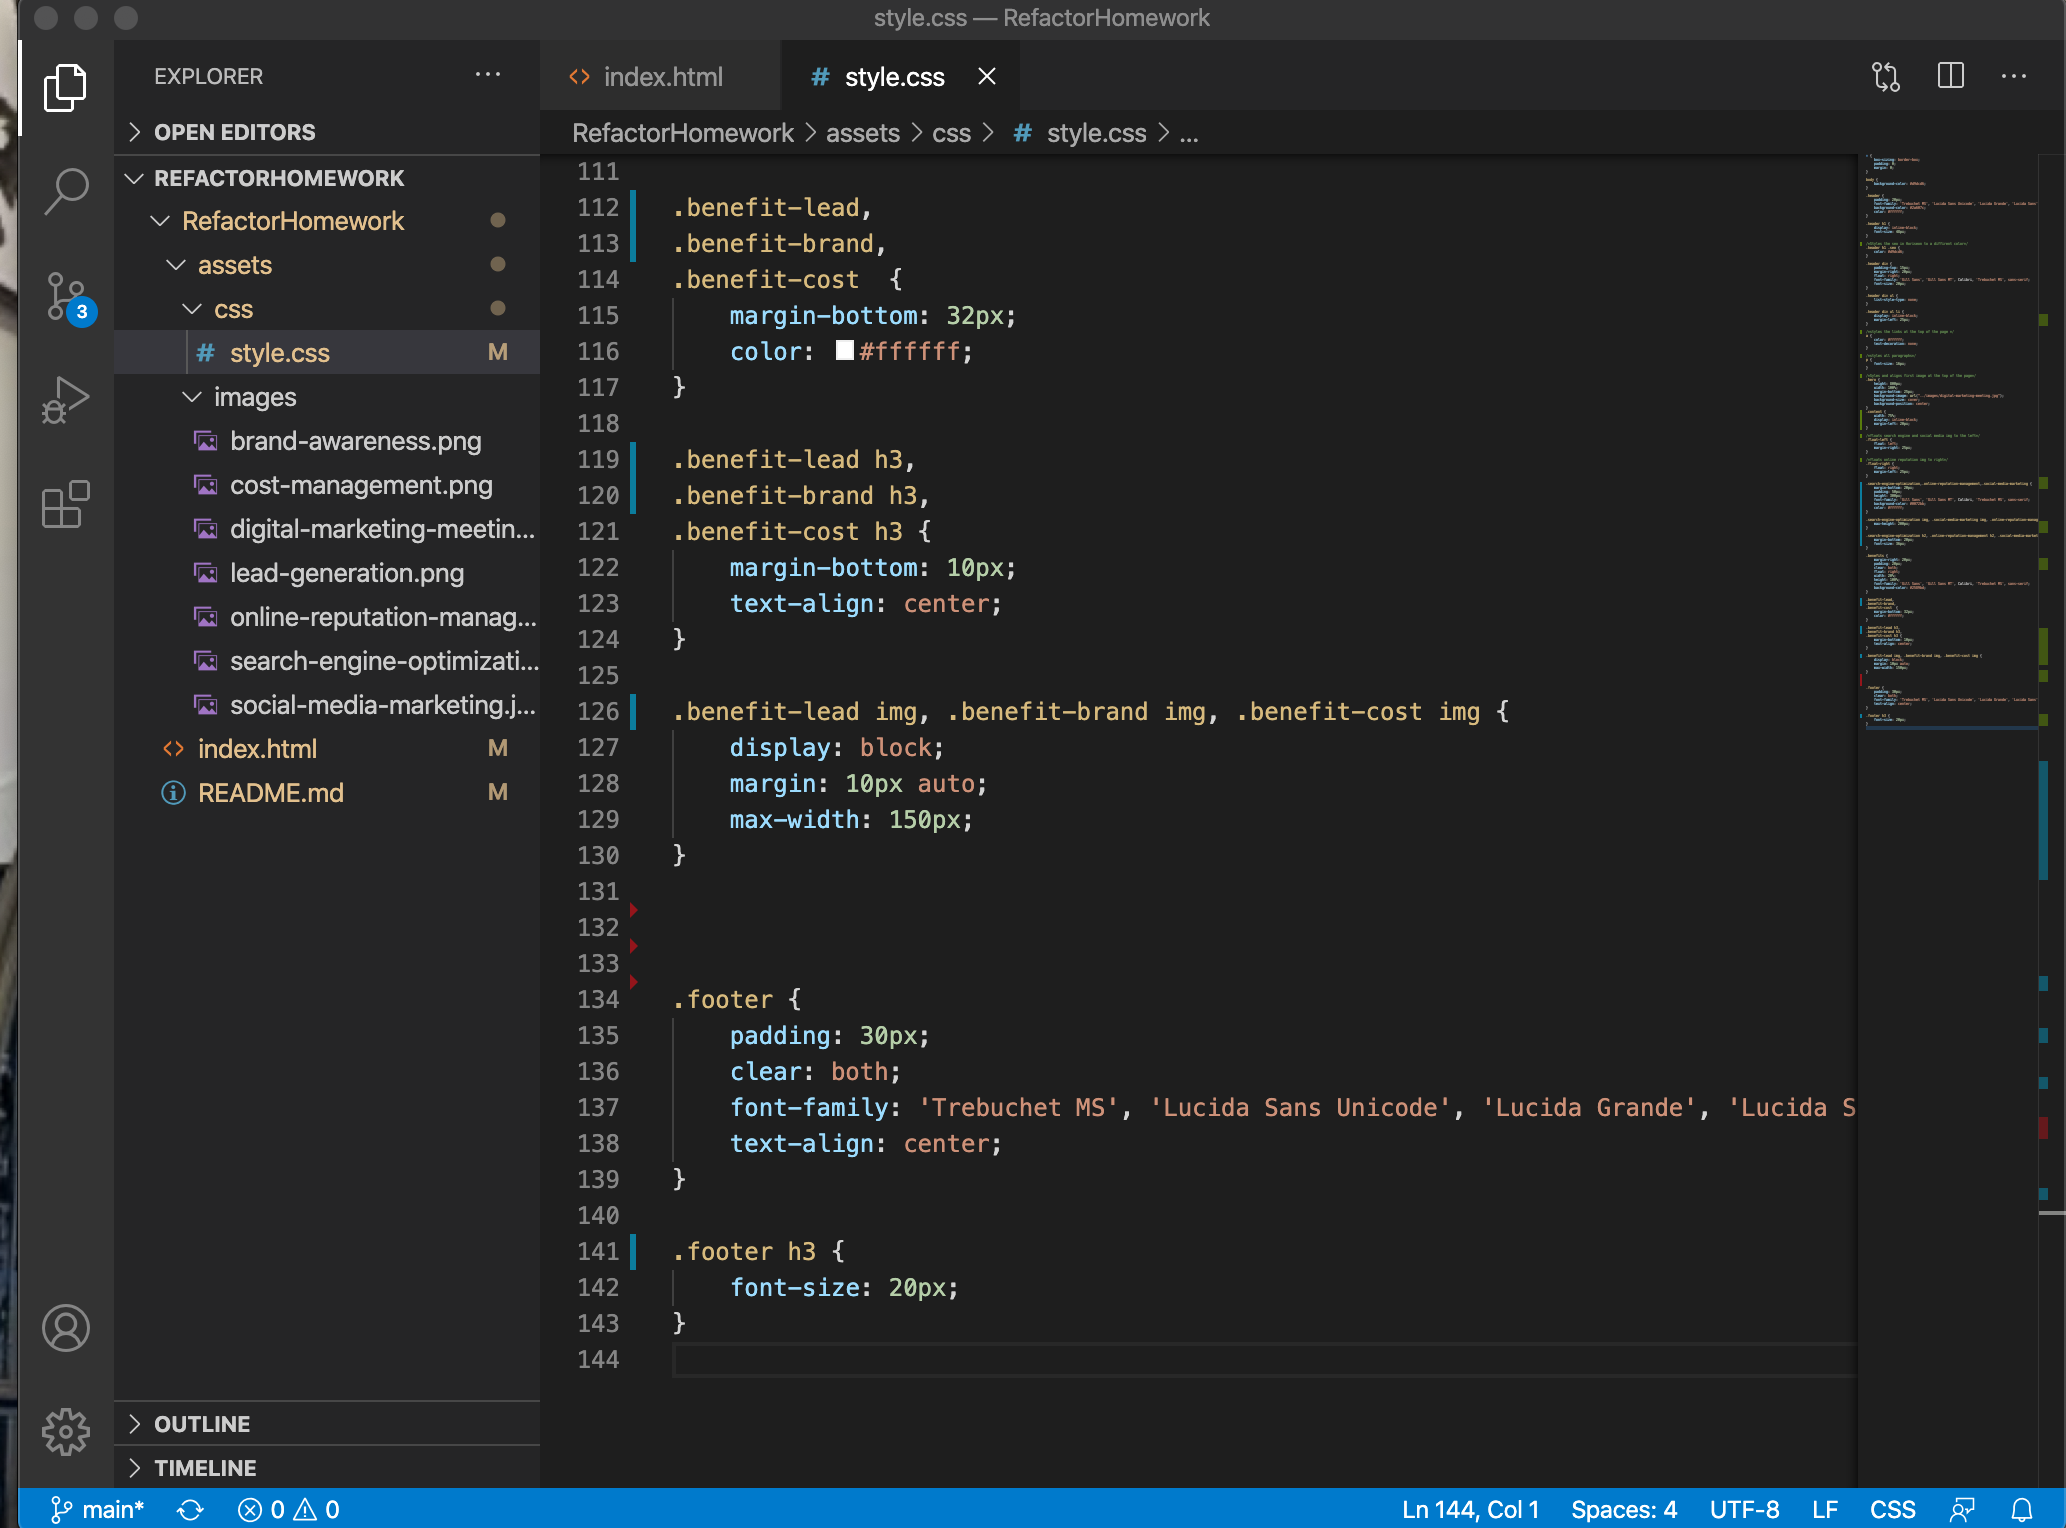 style.css — RefactorHomework
EXPLORER
OPEN EDITORS
REFACTORHOMEWORK
RefactorHomework
assets
css
# style.css M
images
brand-awareness.png
cost-management.png
digital-marketing-meetin...
lead-generation.png
online-reputation-manag...
search-engine-optimizati...
social-media-marketing.j...
<> index.html M
README.md M
OUTLINE
TIMELINE
3
<> index.html
# style.css
RefactorHomework > assets > css > # style.css > ...
111
112 .benefit-lead,
113 .benefit-brand,
114 .benefit-cost  {
115     margin-bottom: 32px;
116     color: #ffffff;
117 }
118
119 .benefit-lead h3,
120 .benefit-brand h3,
121 .benefit-cost h3 {
122     margin-bottom: 10px;
123     text-align: center;
124 }
125
126 .benefit-lead img, .benefit-brand img, .benefit-cost img {
127     display: block;
128     margin: 10px auto;
129     max-width: 150px;
130 }
131
132
133
134 .footer {
135     padding: 30px;
136     clear: both;
137     font-family: 'Trebuchet MS', 'Lucida Sans Unicode', 'Lucida Grande', 'Lucida S
138     text-align: center;
139 }
140
141 .footer h3 {
142     font-size: 20px;
143 }
144
main* 0 0 Ln 144, Col 1 Spaces: 4 UTF-8 LF CSS